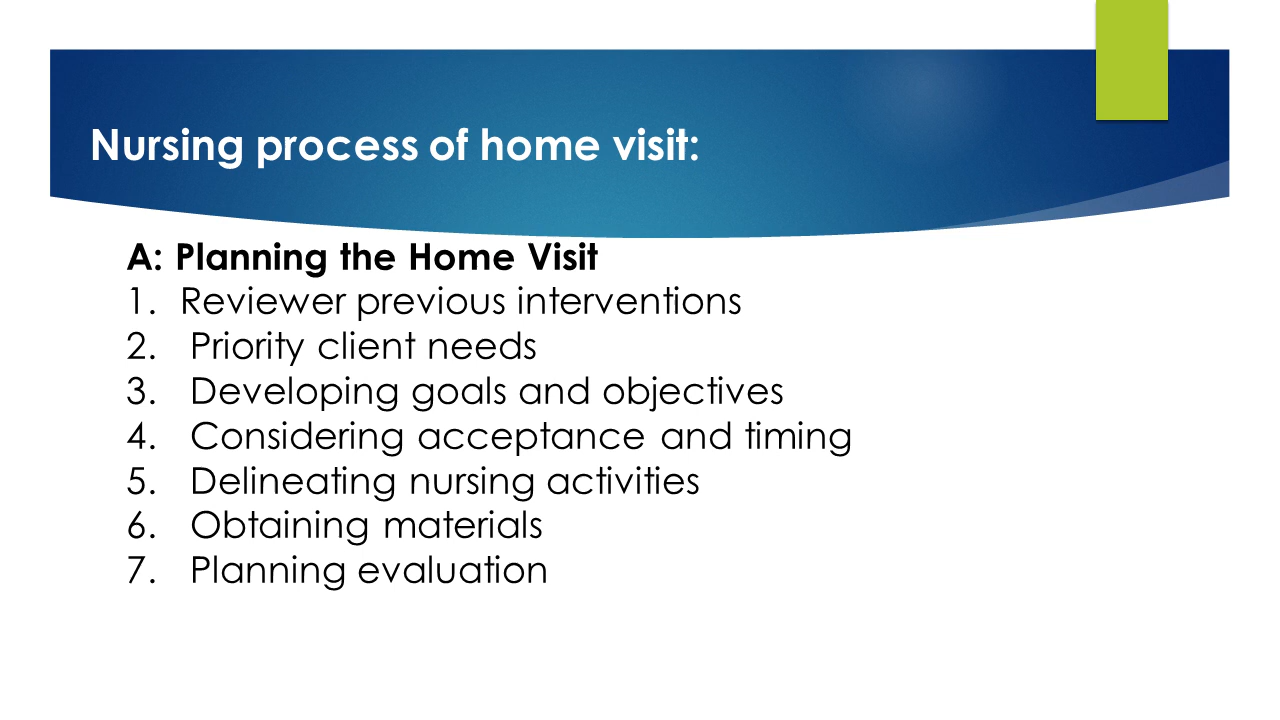 Nursing process of home visit:
A: Planning the Home Visit
1. Reviewer previous interventions
2. Priority client needs
3. Developing goals and objectives
4. Considering acceptance and timing
5. Delineating nursing activities
6. Obtaining materials
7. Planning evaluation